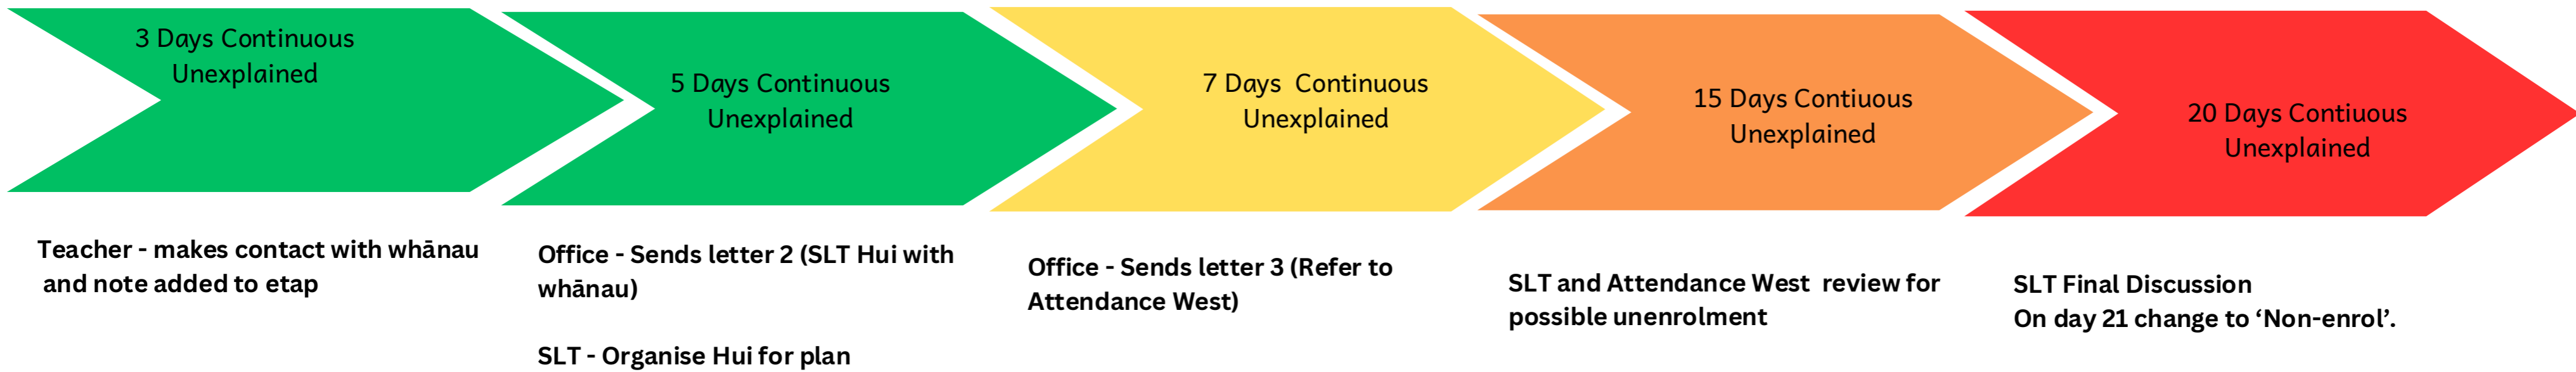 3 Days Continuous
Unexplained
5 Days Continuous
Unexplained
7 Days  Continuous
Unexplained
15 Days Contiuous
Unexplained
20 Days Contiuous
Unexplained
Teacher - makes contact with whānau
and note added to etap
Office - Sends letter 2 (SLT Hui with
whānau)
SLT - Organise Hui for plan
Office - Sends letter 3 (Refer to
Attendance West)
SLT and Attendance West  review for
possible unenrolment
SLT Final Discussion
On day 21 change to ‘Non-enrol’.